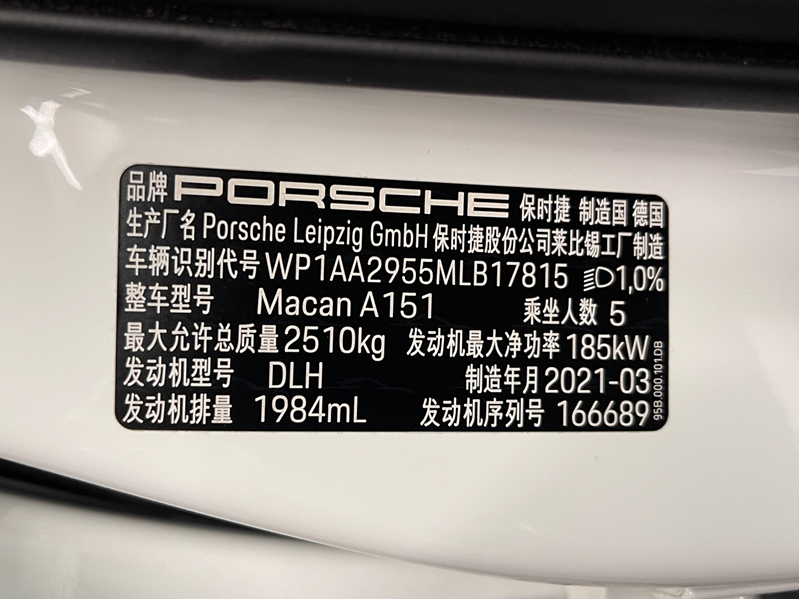 品牌 PORSCHE 保时捷 制造国 德国
生产厂名 Porsche Leipzig GmbH 保时捷股份公司莱比锡工厂制造
车辆识别代号 WP1AA2955MLB17815 1,0%
整车型号 Macan A151 乘坐人数 5
最大允许总质量 2510kg 发动机最大净功率 185kW
发动机型号 DLH 制造年月 2021-03
发动机排量 1984mL 发动机序列号 166689
95B.000.101.DB